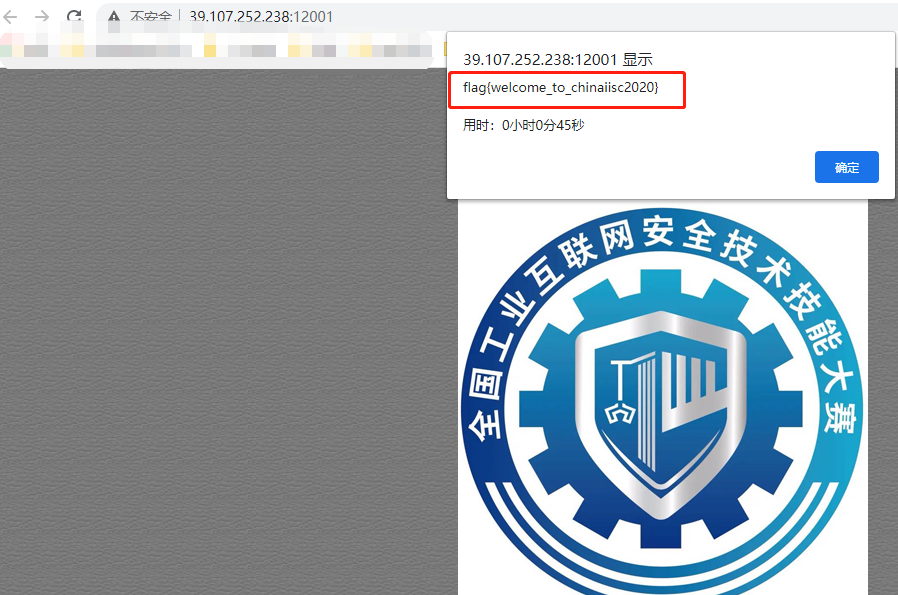 不安全 | 39.107.252.238:12001
39.107.252.238:12001 显示
flag{welcome_to_chinaiisc2020}
用时：0小时0分45秒
确定
全国工业互联网安全技术技能大赛